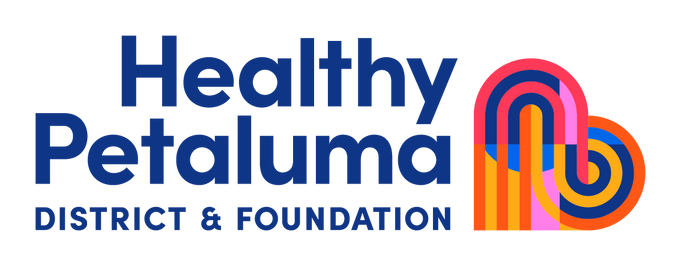 Healthy
Petaluma
DISTRICT & FOUNDATION